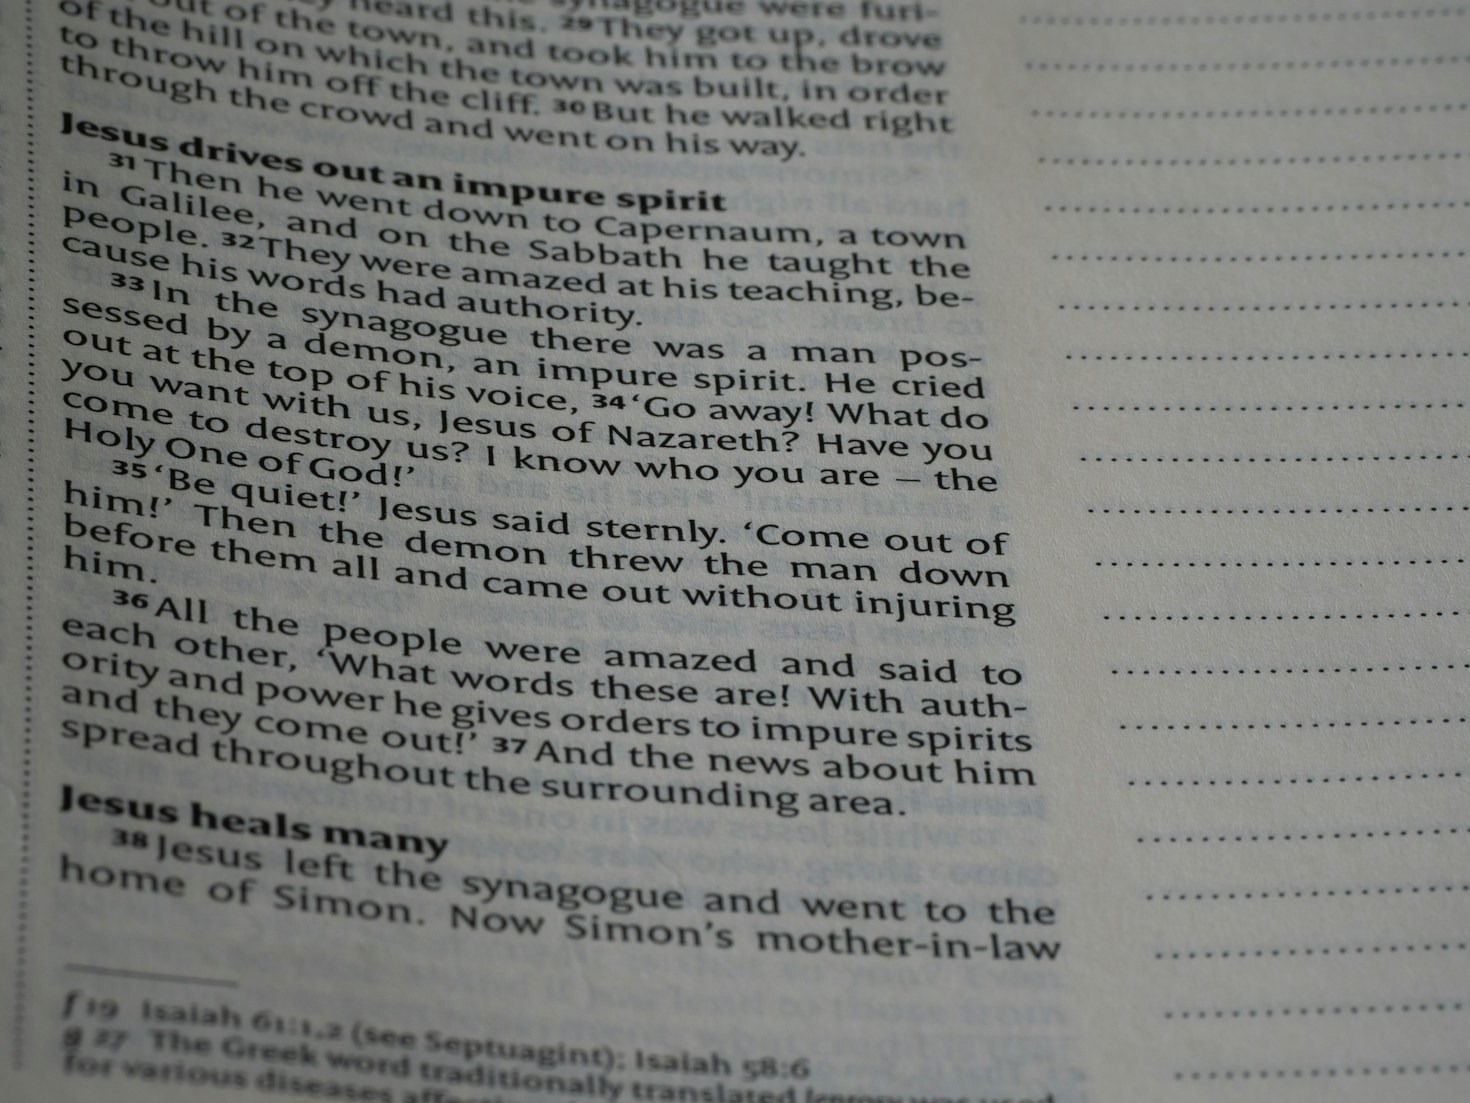 heard this. 29 They got up, drove
out of the town, and took him to the brow
of the hill on which the town was built, in order
to throw him off the cliff. 30 But he walked right
through the crowd and went on his way.
Jesus drives out an impure spirit
31 Then he went down to Capernaum, a town
in Galilee, and on the Sabbath he taught the
people. 32 They were amazed at his teaching, be-
cause his words had authority.
33 In the synagogue there was a man pos-
sessed by a demon, an impure spirit. He cried
out at the top of his voice, 34 ‘Go away! What do
you want with us, Jesus of Nazareth? Have you
come to destroy us? I know who you are – the
Holy One of God!’
35 ‘Be quiet!’ Jesus said sternly. ‘Come out of
him!’ Then the demon threw the man down
before them all and came out without injuring
him.
36 All the people were amazed and said to
each other, ‘What words these are! With auth-
ority and power he gives orders to impure spirits
and they come out!’ 37 And the news about him
spread throughout the surrounding area.
Jesus heals many
38 Jesus left the synagogue and went to the
home of Simon. Now Simon’s mother-in-law
f 19 Isaiah 61:1,2 (see Septuagint); Isaiah 58:6
g 27 The Greek word traditionally translated leprosy was used
for various diseases